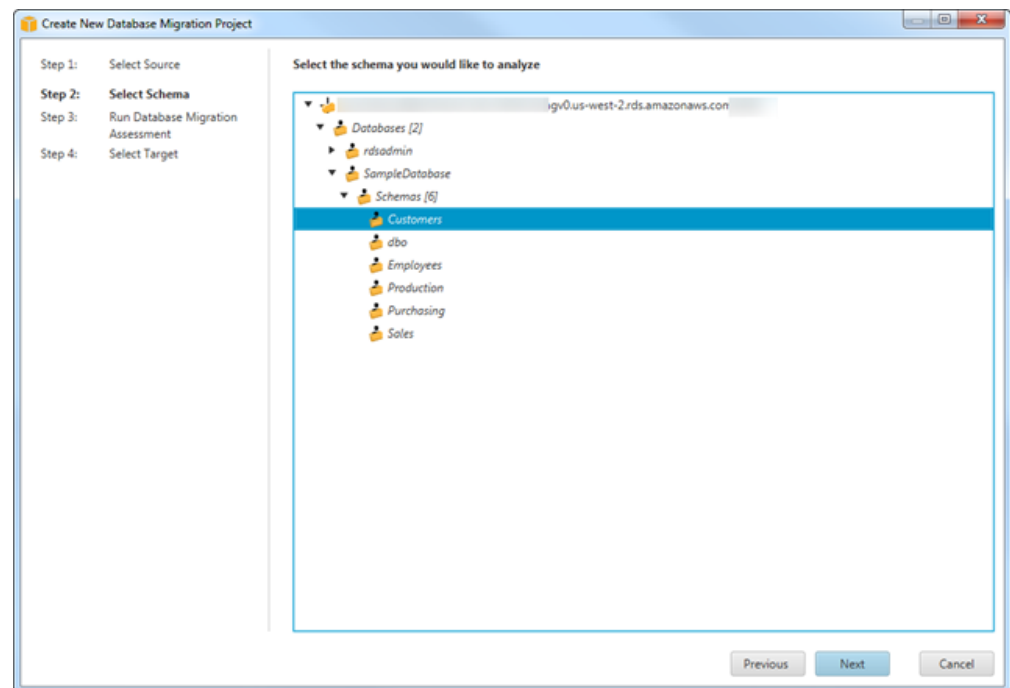 Create New Database Migration Project
Step 1: Select Source
Step 2: Select Schema
Step 3: Run Database Migration
Assessment
Step 4: Select Target
Select the schema you would like to analyze
.us-west-2.rds.amazonaws.com
Databases [2]
rdsadmin
SampleDatabase
Schemas [6]
Customers
dbo
Employees
Production
Purchasing
Sales
Previous Next Cancel